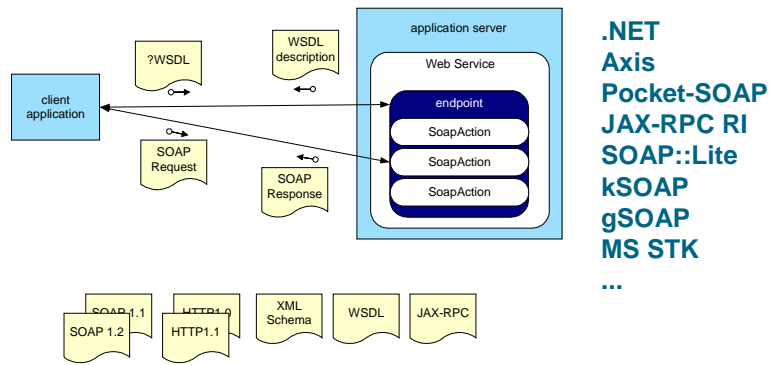 application server
Web Service
endpoint
SoapAction
SoapAction
SoapAction
?WSDL
WSDL
description
client
application
SOAP
Request
SOAP
Response
.NET
Axis
Pocket-SOAP
JAX-RPC RI
SOAP::Lite
kSOAP
gSOAP
MS STK
...
SOAP 1.1
SOAP 1.2
HTTP1.0
HTTP1.1
XML
Schema
WSDL
JAX-RPC